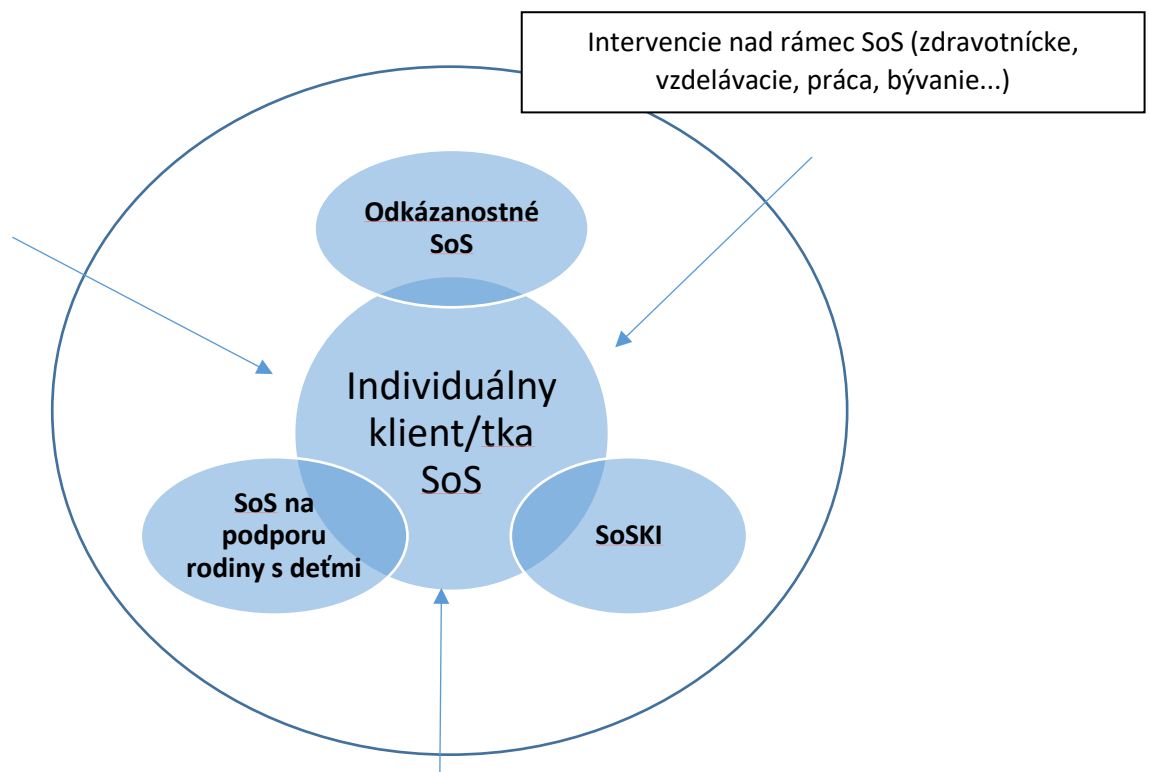 Intervencie nad rámec SoS (zdravotnícke,
vzdelávacie, práca, bývanie...)
Odkázanostné
SoS
Individuálny
klient/tka
SoS
SoS na
podporu
rodiny s deťmi
SoSKI